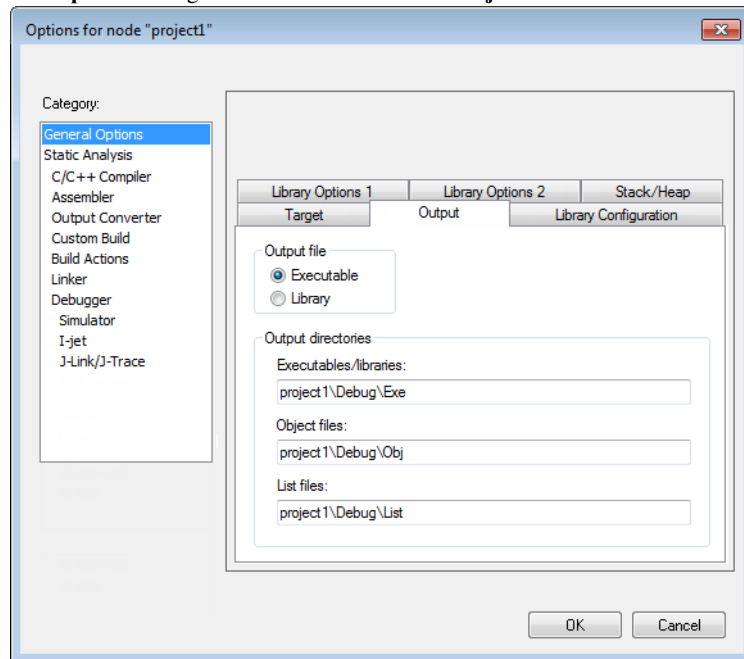 Options for node "project1"
Category:
General Options
Static Analysis
C/C++ Compiler
Assembler
Output Converter
Custom Build
Build Actions
Linker
Debugger
Simulator
I-jet
J-Link/J-Trace
Library Options 1
Library Options 2
Stack/Heap
Target
Output
Library Configuration
Output file
Executable
Library
Output directories
Executables/libraries:
project1\Debug\Exe
Object files:
project1\Debug\Obj
List files:
project1\Debug\List
OK
Cancel